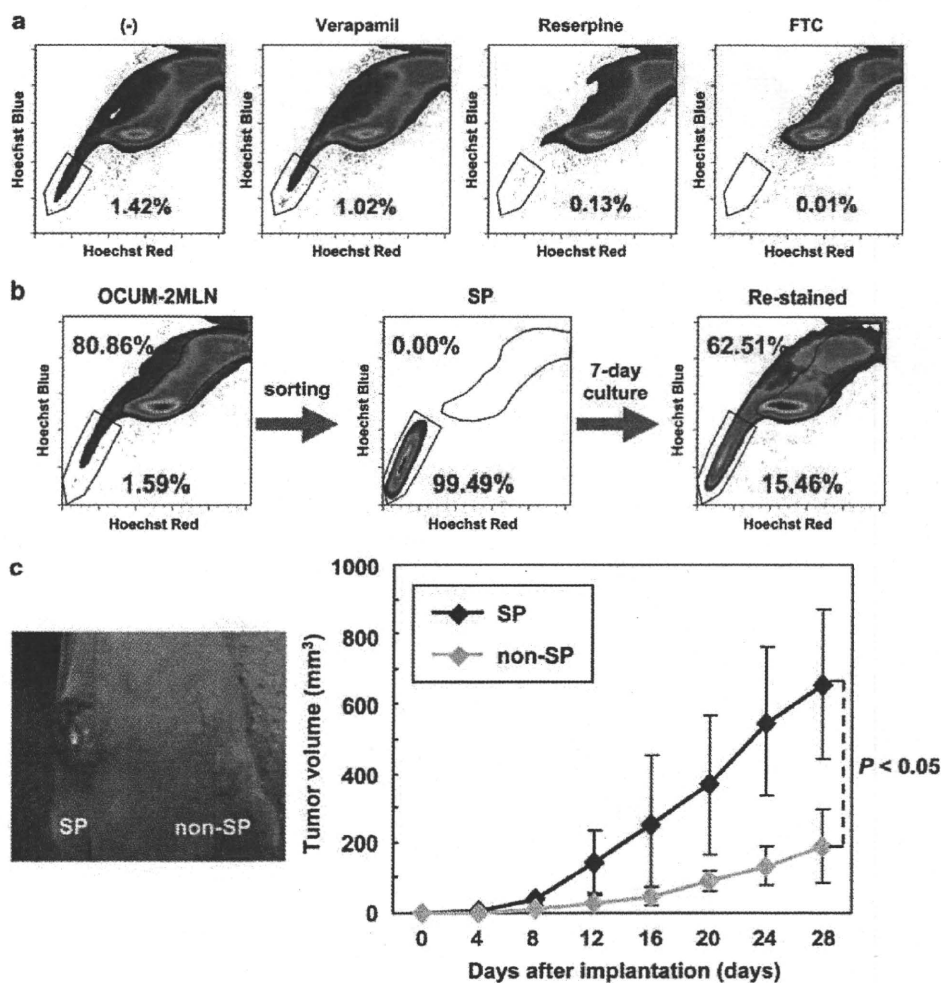 a
(-)
Verapamil
Reserpine
FTC
Hoechst Blue
Hoechst Blue
Hoechst Blue
Hoechst Blue
1.42%
1.02%
0.13%
0.01%
Hoechst Red
Hoechst Red
Hoechst Red
Hoechst Red
b
OCUM-2MLN
SP
Re-stained
Hoechst Blue
80.86%
1.59%
Hoechst Red
sorting
Hoechst Blue
0.00%
99.49%
Hoechst Red
7-day
culture
Hoechst Blue
62.51%
15.46%
Hoechst Red
c
SP
non-SP
Tumor volume (mm³)
1000
800
600
400
200
0
SP
non-SP
P < 0.05
0 4 8 12 16 20 24 28
Days after implantation (days)